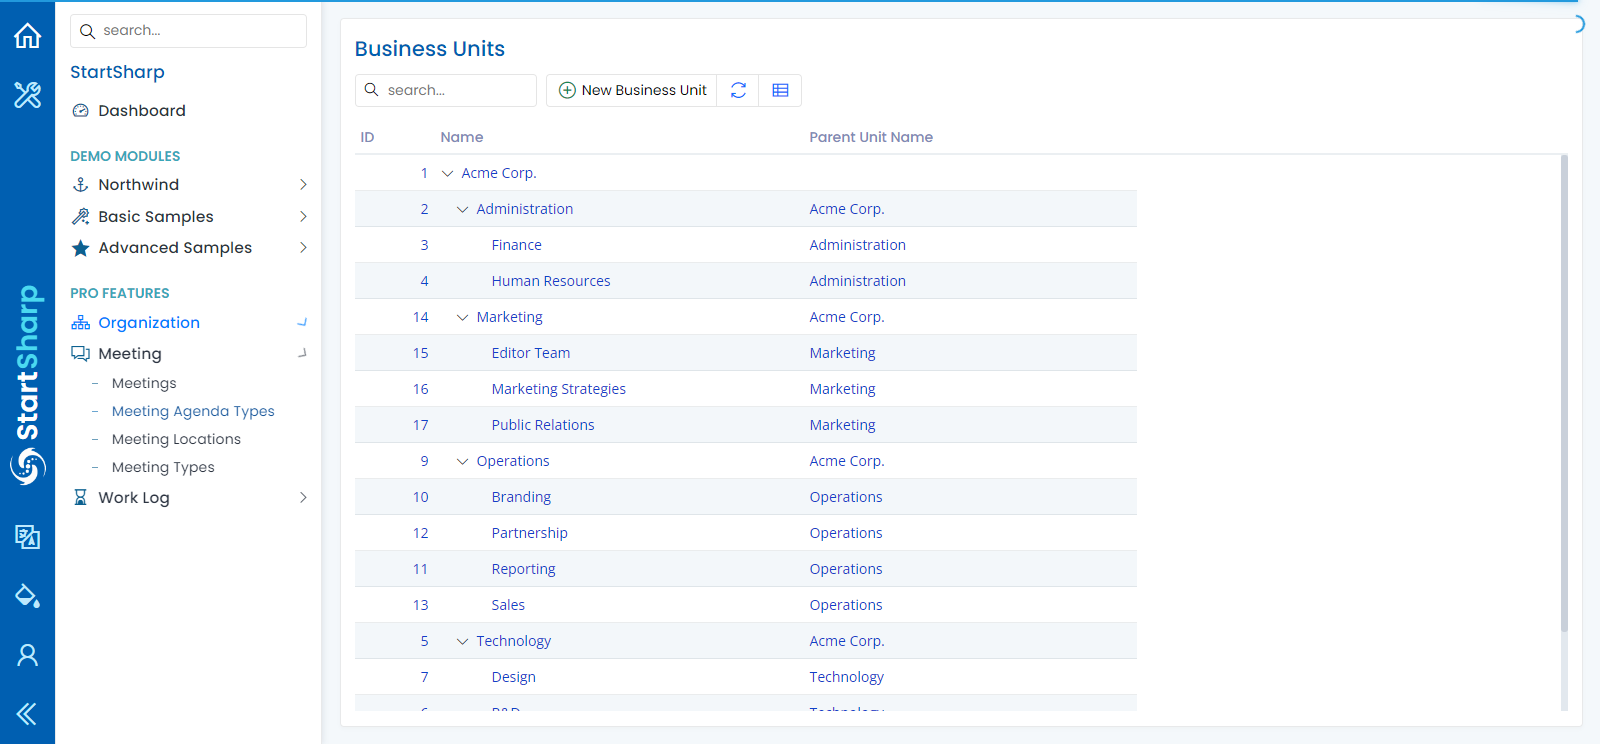 search...
StartSharp
Dashboard
DEMO MODULES
Northwind
Basic Samples
Advanced Samples
PRO FEATURES
Organization
Meeting
Meetings
Meeting Agenda Types
Meeting Locations
Meeting Types
Work Log
StartSharp
Business Units
search...
New Business Unit
ID Name Parent Unit Name
1 Acme Corp.
2 Administration Acme Corp.
3 Finance Administration
4 Human Resources Administration
14 Marketing Acme Corp.
15 Editor Team Marketing
16 Marketing Strategies Marketing
17 Public Relations Marketing
9 Operations Acme Corp.
10 Branding Operations
12 Partnership Operations
11 Reporting Operations
13 Sales Operations
5 Technology Acme Corp.
7 Design Technology
6 R&D Technology